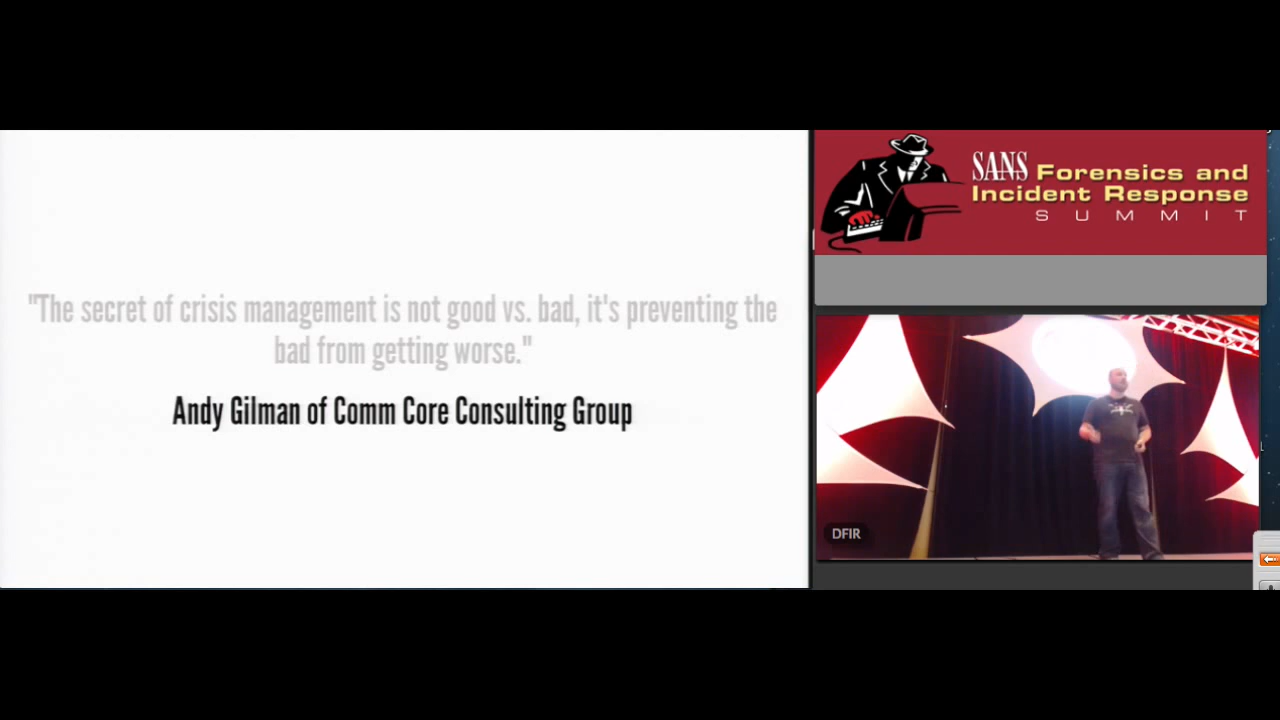 "The secret of crisis management is not good vs. bad, it's preventing the
bad from getting worse."
Andy Gilman of Comm Core Consulting Group
SANS Forensics and
Incident Response
SUMMIT
DFIR